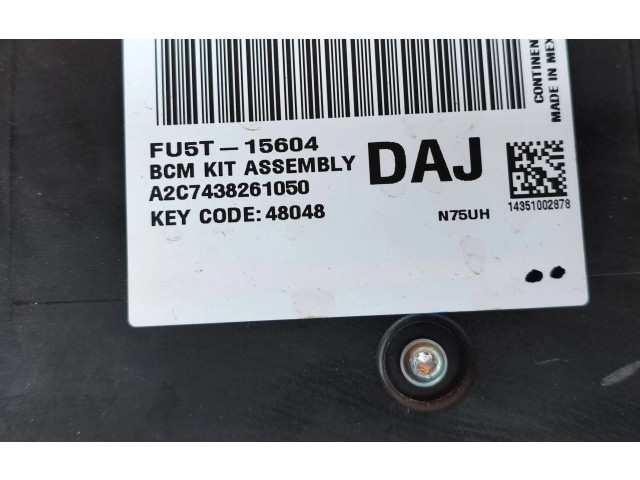 CONTINEN
MADE IN MEX
FU5T-15604
BCM KIT ASSEMBLY
DAJ
A2C7438261050
KEY CODE: 48048
N75UH
14351002878